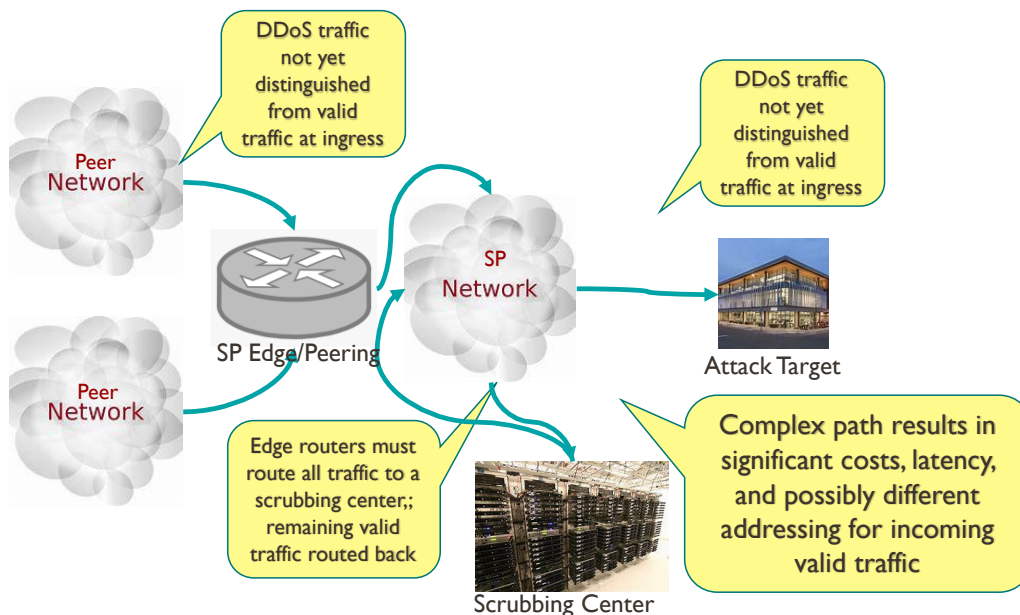 DDoS traffic
not yet
distinguished
from valid
traffic at ingress
DDoS traffic
not yet
distinguished
from valid
traffic at ingress
Peer
Network
SP
Network
SP Edge/Peering
Attack Target
Peer
Network
Edge routers must
route all traffic to a
scrubbing center,;
remaining valid
traffic routed back
Complex path results in
significant costs, latency,
and possibly different
addressing for incoming
valid traffic
Scrubbing Center